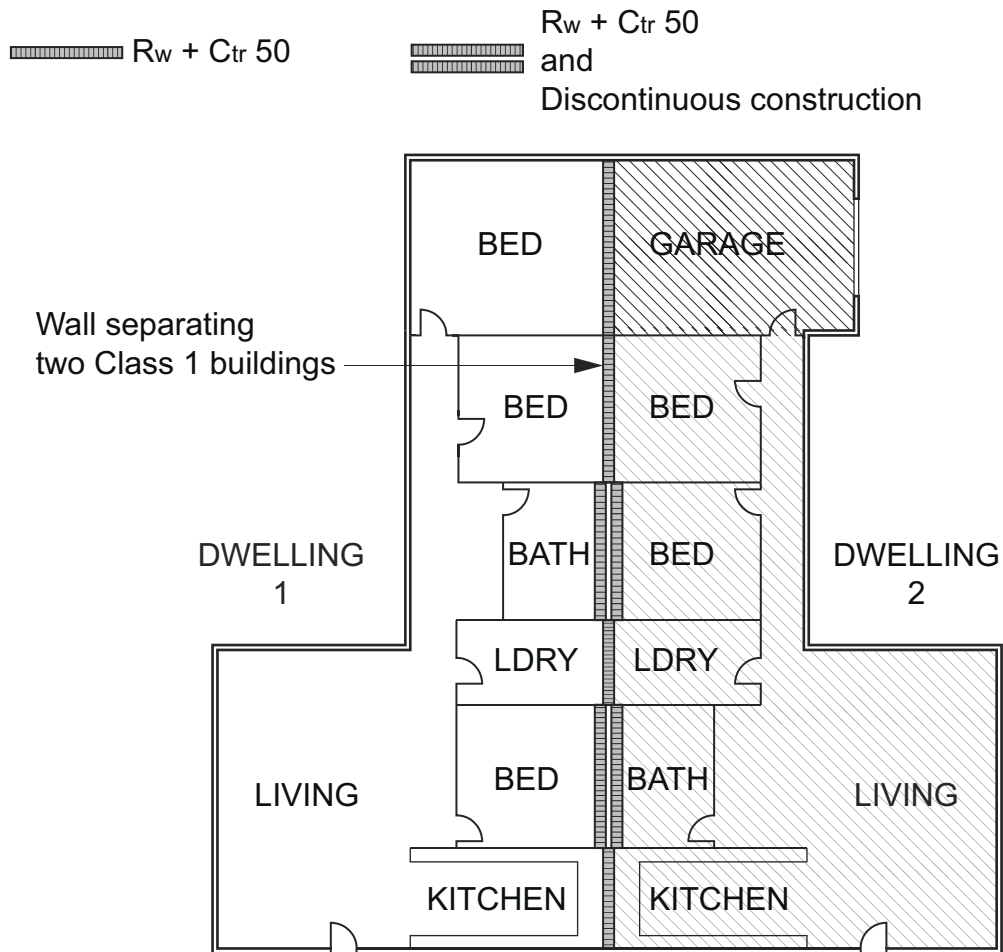 Rw + Ctr 50
Rw + Ctr 50
and
Discontinuous construction
BED
GARAGE
Wall separating
two Class 1 buildings
BED
BED
DWELLING
1
BATH
BED
DWELLING
2
LDRY
LDRY
LIVING
BED
BATH
LIVING
KITCHEN
KITCHEN